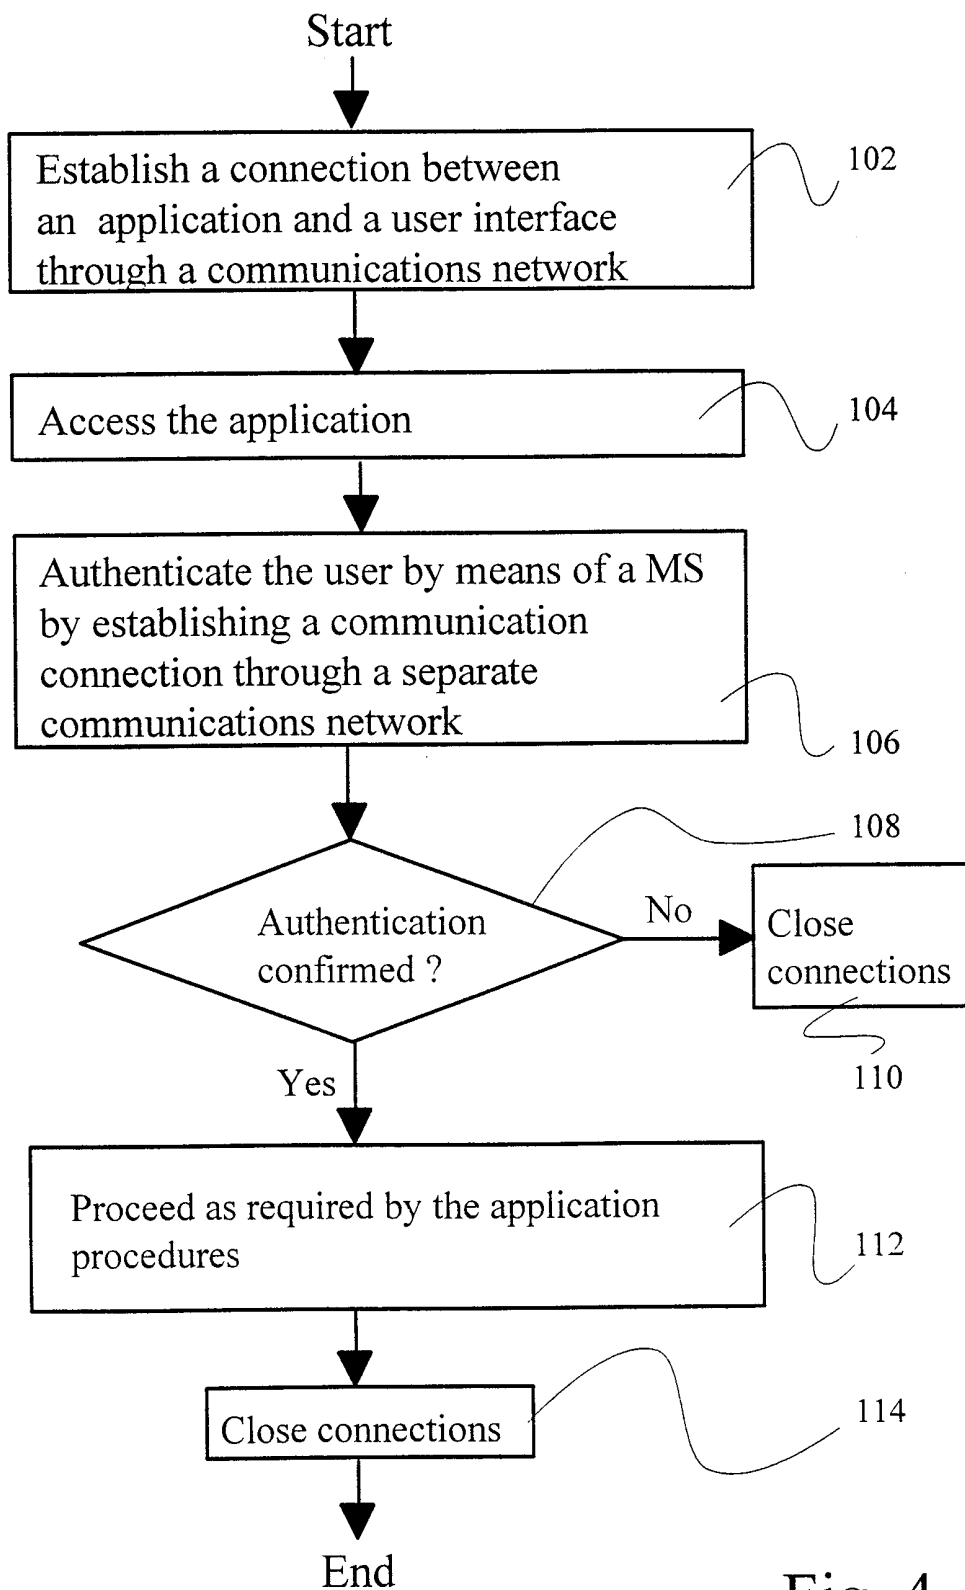 Start
Establish a connection between
an application and a user interface
through a communications network
102
Access the application
104
Authenticate the user by means of a MS
by establishing a communication
connection through a separate
communications network
106
108
Authentication
confirmed ?
No
Close
connections
110
Yes
Proceed as required by the application
procedures
112
Close connections
114
End
Fig. 4